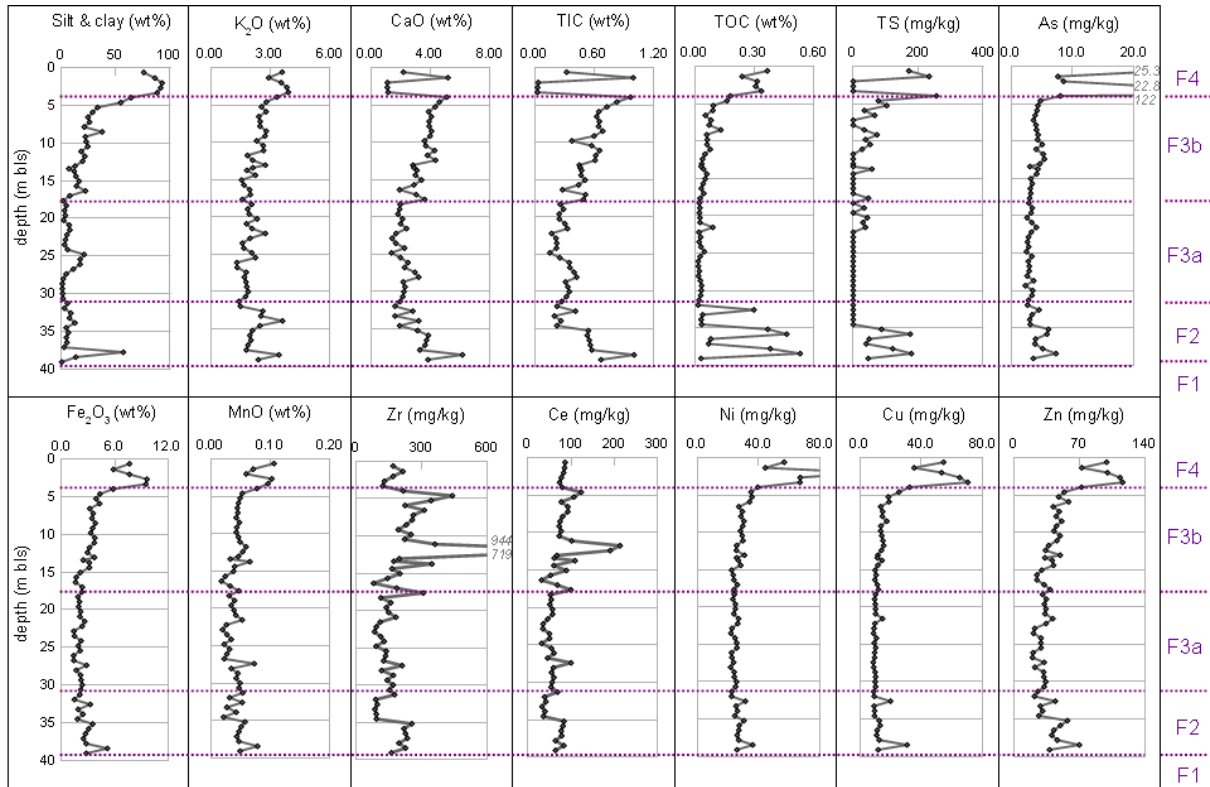 Silt & clay (wt%) K2O (wt%) CaO (wt%) TIC (wt%) TOC (wt%) TS (mg/kg) As (mg/kg)
0 50 100 0.00 3.00 6.00 0.00 4.00 8.00 0.00 0.60 1.20 0.00 0.30 0.60 0 200 400 0.0 10.0 20.0
0
25.3
F4
22.8
122
5
10
F3b
15
depth (m bls)
20
F3a
25
30
35
F2
40
F1
Fe2O3 (wt%) MnO (wt%) Zr (mg/kg) Ce (mg/kg) Ni (mg/kg) Cu (mg/kg) Zn (mg/kg)
0.0 6.0 12.0 0.00 0.10 0.20 0 300 600 0 100 200 300 0.0 40.0 80.0 0.0 40.0 80.0 0 70 140
0
F4
5
10
944
F3b
719
15
depth (m bls)
20
F3a
25
30
35
F2
40
F1